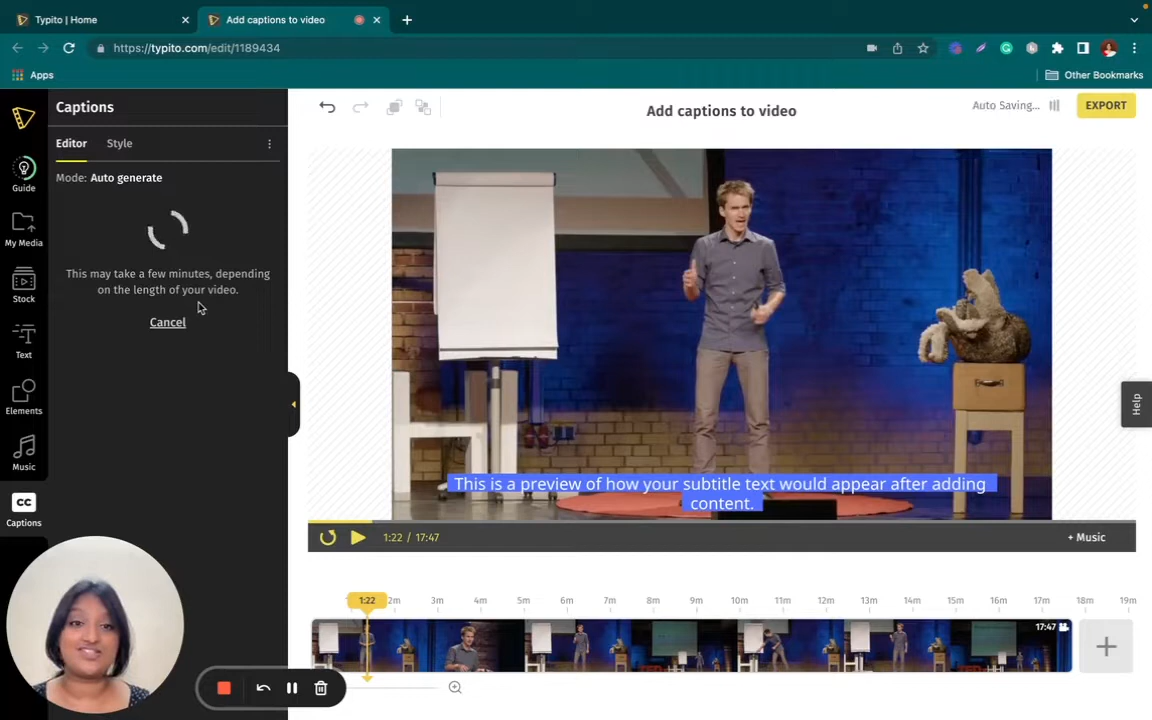 Typito | Home
Add captions to video
https://typito.com/edit/1189434
Apps
Other Bookmarks
Captions
Add captions to video
Auto Saving...
EXPORT
Editor
Style
Mode: Auto generate
Guide
This may take a few minutes, depending
on the length of your video.
My Media
Cancel
Stock
Text
Elements
Help
Music
CC
Captions
This is a preview of how your subtitle text would appear after adding
content.
1:22 / 17:47
+ Music
1:22 2m 3m 4m 5m 6m 7m 8m 9m 10m 11m 12m 13m 14m 15m 16m 17m 18m 19m
17:47